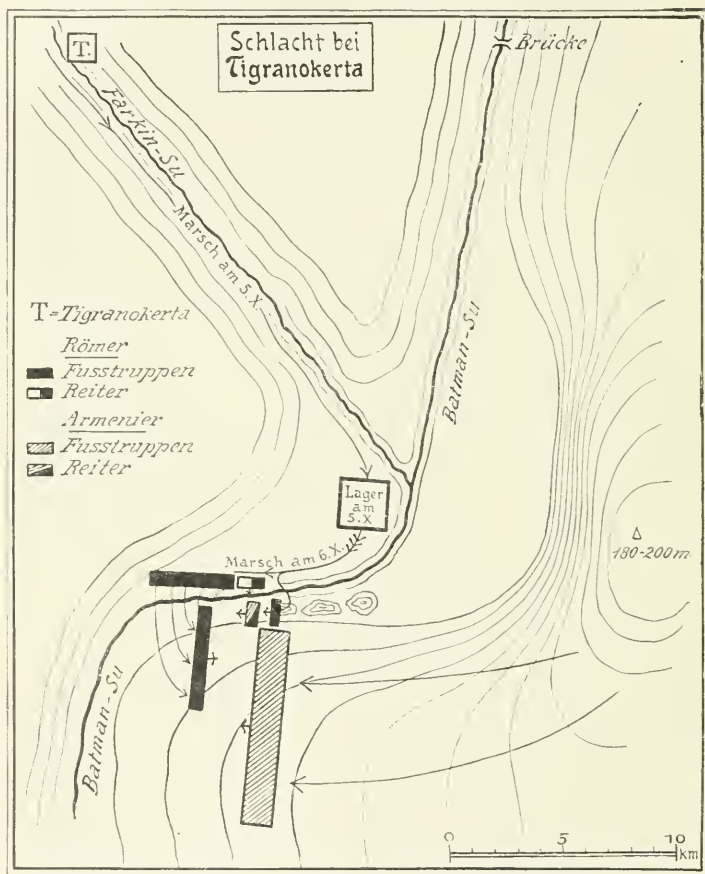 T.
Schlacht bei
Tigranokerta
Brücke
Farkin-Su
Marsch am 5.X.
Batman-Su
T=Tigranokerta
Römer
Fusstruppen
Reiter
Armenier
Fusstruppen
Reiter
Lager
am
5.X
180-200m
Marsch am 6.X.
Batman-Su
0 5 10
km